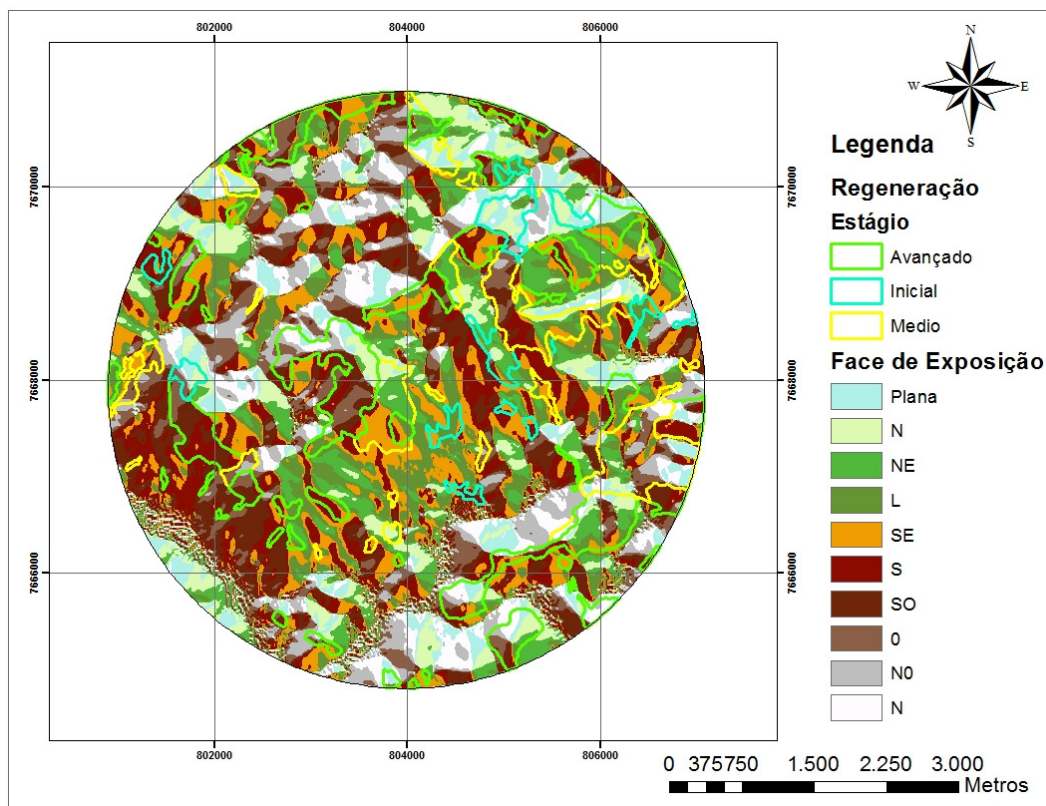 802000 804000 806000
N
W E
S
Legenda
Regeneração
Estágio
Avançado
Inicial
Medio
Face de Exposição
Plana
N
NE
L
SE
S
SO
0
N0
N
7670000 7670000
7668000 7668000
7666000 7666000
802000 804000 806000
0 375750 1.500 2.250 3.000
Metros